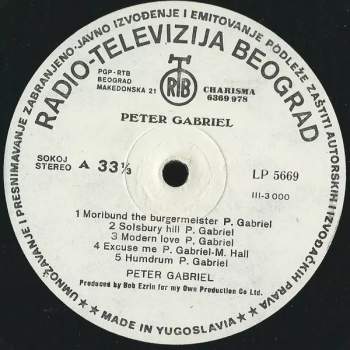 UMNOŽAVANJE I PRESNIMAVANJE ZABRANJENO·JAVNO IZVOĐENJE I EMITOVANJE PODLEŽE ZAŠTITI AUTORSKIH I IZVOĐAČKIH PRAVA
RADIO-TELEVIZIJA BEOGRAD
PGP-RTB
BEOGRAD
MAKEDONSKA 21
RTB
CHARISMA
6369 978
PETER GABRIEL
SOKOJ
STEREO
A 33⅓
LP 5669
III-3 000
1 Moribund the burgermeister P. Gabriel
2 Solsbury hill P. Gabriel
3 Modern love P. Gabriel
4 Excuse me P. Gabriel-M. Hall
5 Humdrum P. Gabriel
PETER GABRIEL
Produced by Bob Ezrin for my Own Production Co Ltd.
★ MADE IN YUGOSLAVIA ★